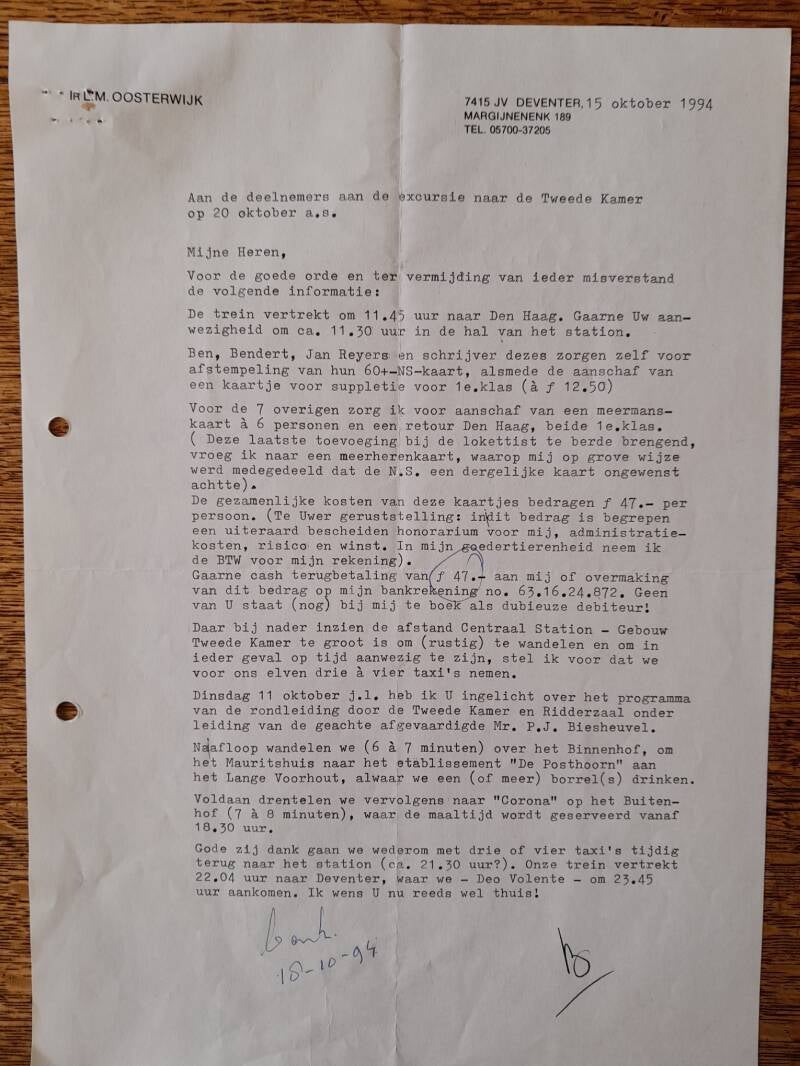 IR L.M. OOSTERWIJK
7415 JV DEVENTER, 15 oktober 1994
MARGIJNENENK 189
TEL. 05700-37205
Aan de deelnemers aan de excursie naar de Tweede Kamer
op 20 oktober a.s.
Mijne Heren,
Voor de goede orde en ter vermijding van ieder misverstand
de volgende informatie:
De trein vertrekt om 11.45 uur naar Den Haag. Gaarne Uw aan-
wezigheid om ca. 11.30 uur in de hal van het station.
Ben, Bendert, Jan Reyers en schrijver dezes zorgen zelf voor
afstempeling van hun 60+-NS-kaart, alsmede de aanschaf van
een kaartje voor suppletie voor 1e.klas (à ƒ 12.50)
Voor de 7 overigen zorg ik voor aanschaf van een meermans-
kaart à 6 personen en een retour Den Haag, beide 1e.klas.
( Deze laatste toevoeging bij de lokettist te berde brengend,
vroeg ik naar een meerherenkaart, waarop mij op grove wijze
werd medegedeeld dat de N.S. een dergelijke kaart ongewenst
achtte).
De gezamenlijke kosten van deze kaartjes bedragen ƒ 47.- per
persoon. (Te Uwer geruststelling: in|dit bedrag is begrepen
een uiteraard bescheiden honorarium voor mij, administratie-
kosten, risico en winst. In mijn goedertierenheid neem ik
de BTW voor mijn rekening).
Gaarne cash terugbetaling van ƒ 47.- aan mij of overmaking
van dit bedrag op mijn bankrekening no. 63.16.24.872. Geen
van U staat (nog) bij mij te boek als dubieuze debiteur!
Daar bij nader inzien de afstand Centraal Station - Gebouw
Tweede Kamer te groot is om (rustig) te wandelen en om in
ieder geval op tijd aanwezig te zijn, stel ik voor dat we
voor ons elven drie à vier taxi's nemen.
Dinsdag 11 oktober j.l. heb ik U ingelicht over het programma
van de rondleiding door de Tweede Kamer en Ridderzaal onder
leiding van de geachte afgevaardigde Mr. P.J. Biesheuvel.
Na|afloop wandelen we (6 à 7 minuten) over het Binnenhof, om
het Mauritshuis naar het etablissement "De Posthoorn" aan
het Lange Voorhout, alwaar we een (of meer) borrel(s) drinken.
Voldaan drentelen we vervolgens naar "Corona" op het Buiten-
hof (7 à 8 minuten), waar de maaltijd wordt geserveerd vanaf
18.30 uur.
Gode zij dank gaan we wederom met drie of vier taxi's tijdig
terug naar het station (ca. 21.30 uur?). Onze trein vertrekt
22.04 uur naar Deventer, waar we - Deo Volente - om 23.45
uur aankomen. Ik wens U nu reeds wel thuis!
bank.
18-10-94